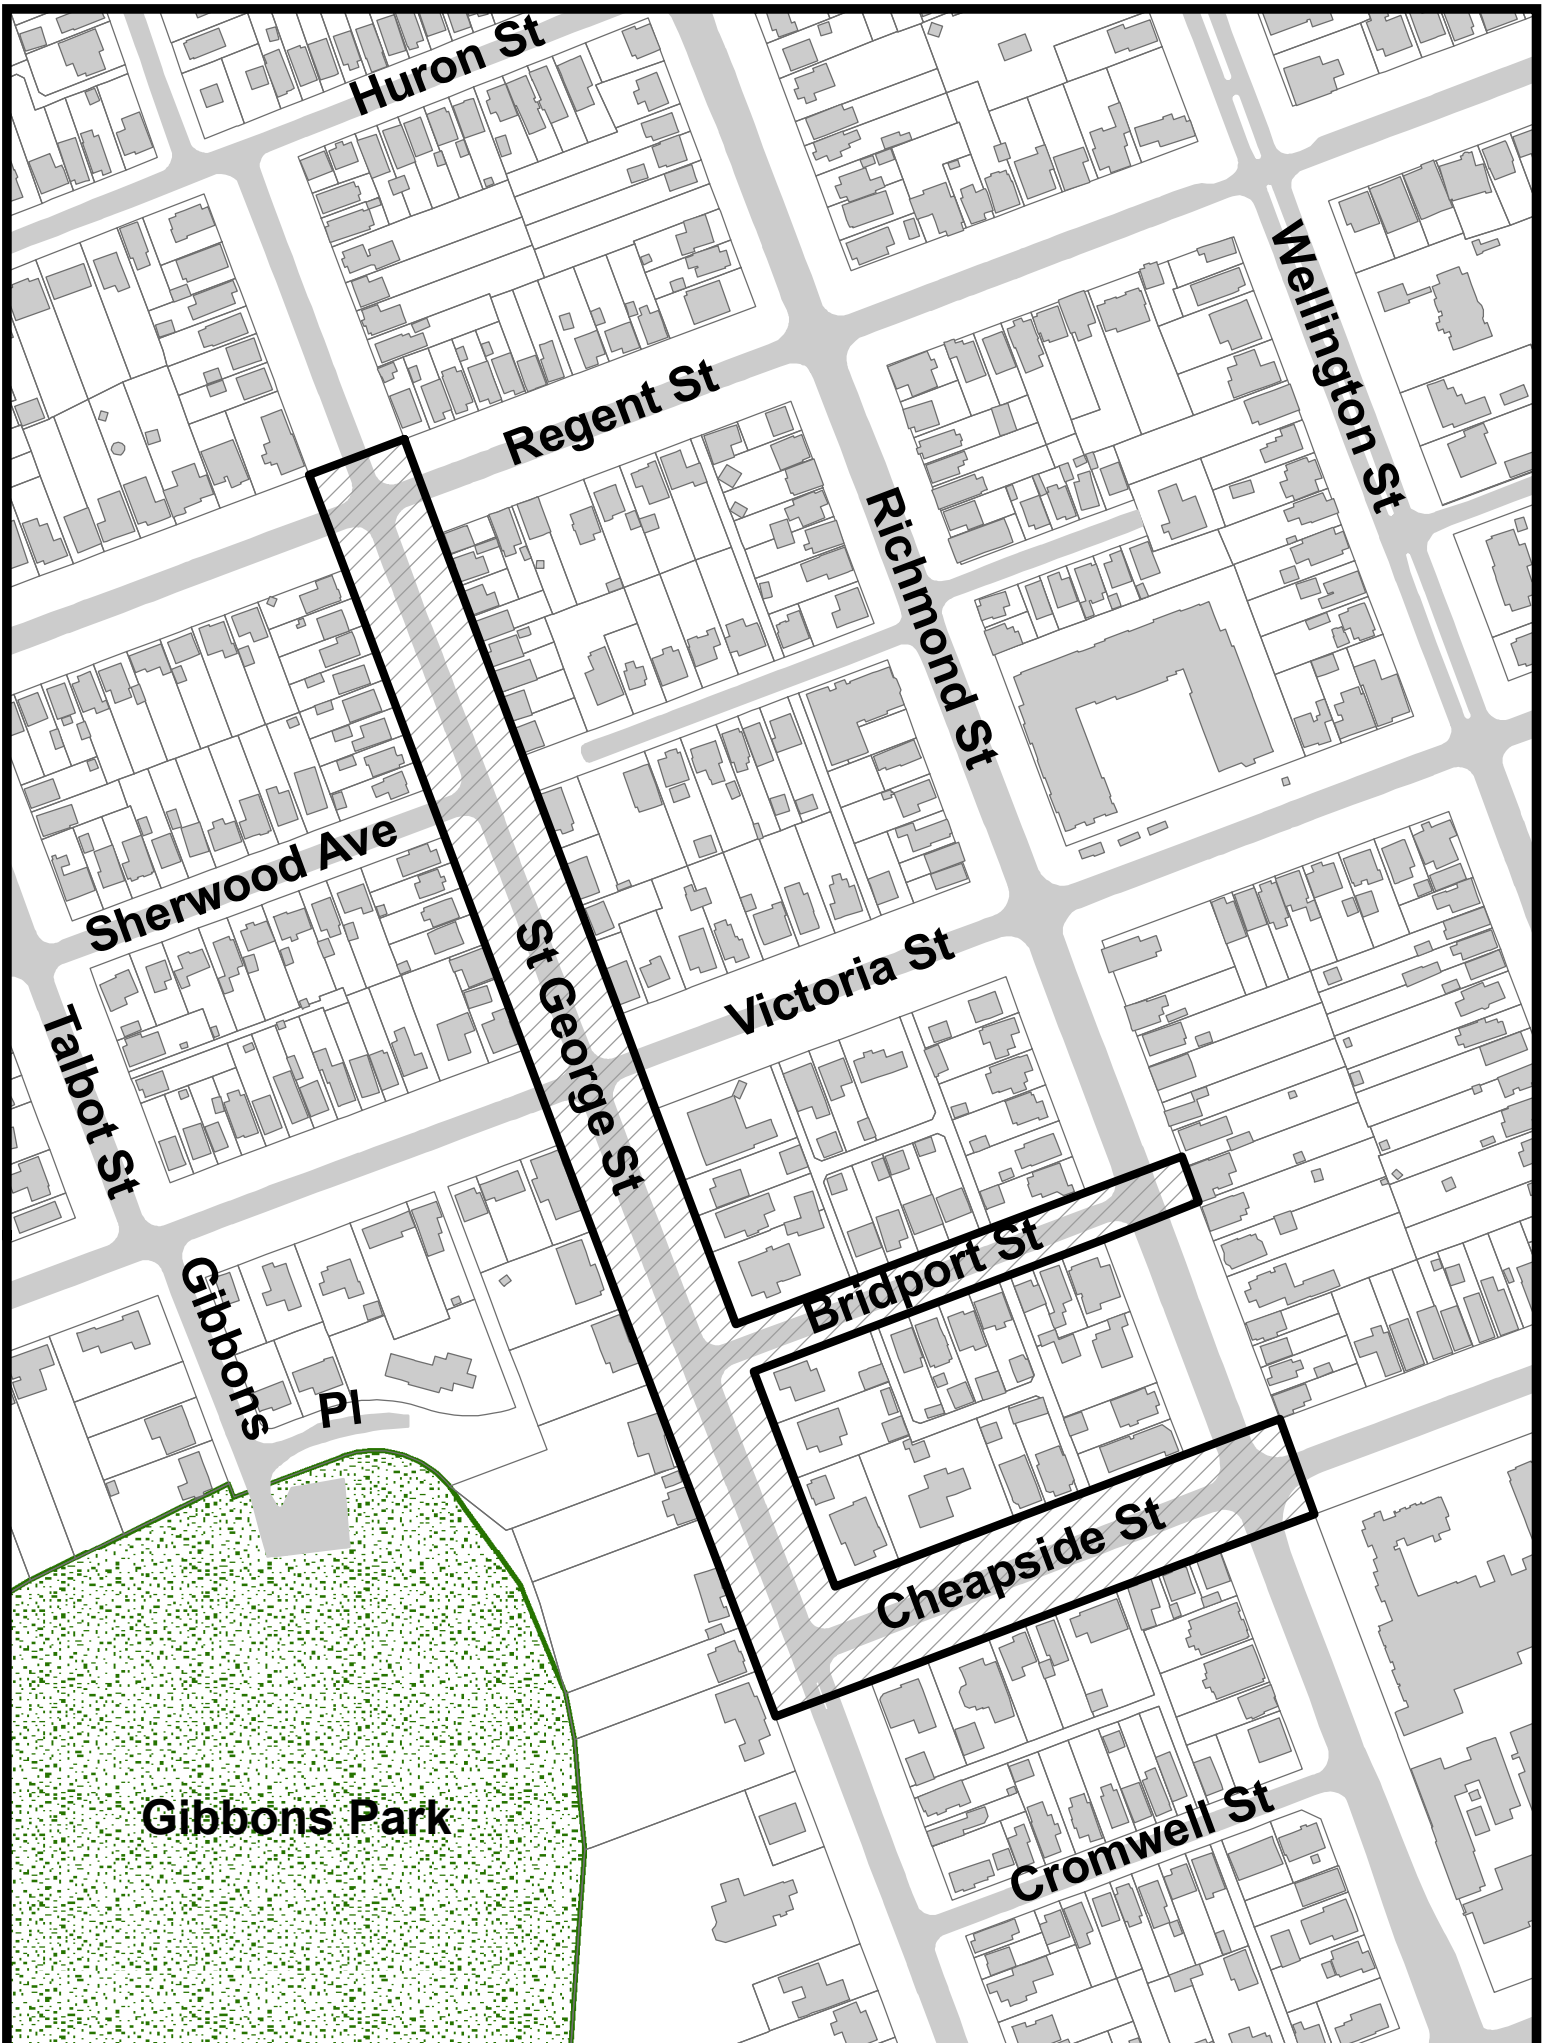 Huron St
Wellington St
Regent St
Richmond St
Sherwood Ave
St George St
Victoria St
Talbot St
Bridport St
Gibbons Pl
Cheapside St
Gibbons Park
Cromwell St